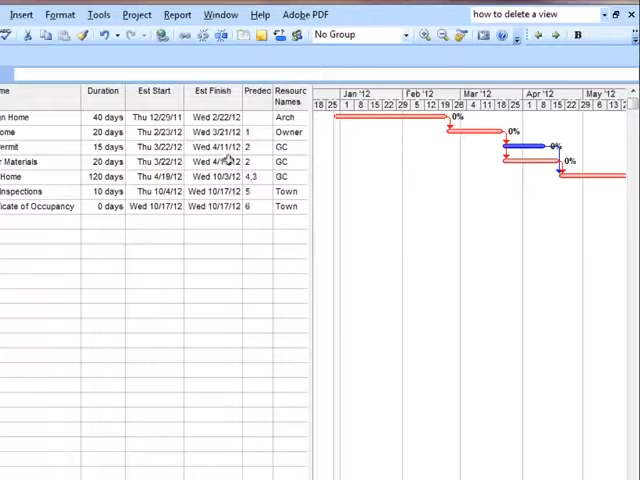 Insert Format Tools Project Report Window Help Adobe PDF how to delete a view
No Group B
me Duration Est Start Est Finish Predec Resourc Names
Jan '12 Feb '12 Mar '12 Apr '12 May '12
18 25 1 8 15 22 29 5 12 19 26 4 11 18 25 1 8 15 22 29 6 13 2
gn Home 40 days Thu 12/29/11 Wed 2/22/12 Arch 0%
ome 20 days Thu 2/23/12 Wed 3/21/12 1 Owner 0%
ermit 15 days Thu 3/22/12 Wed 4/11/12 2 GC 0%
r Materials 20 days Thu 3/22/12 Wed 2 GC 0%
Home 120 days Thu 4/19/12 Wed 10/3/12 4,3 GC
nspections 10 days Thu 10/4/12 Wed 10/17/12 5 Town
icate of Occupancy 0 days Wed 10/17/12 Wed 10/17/12 6 Town